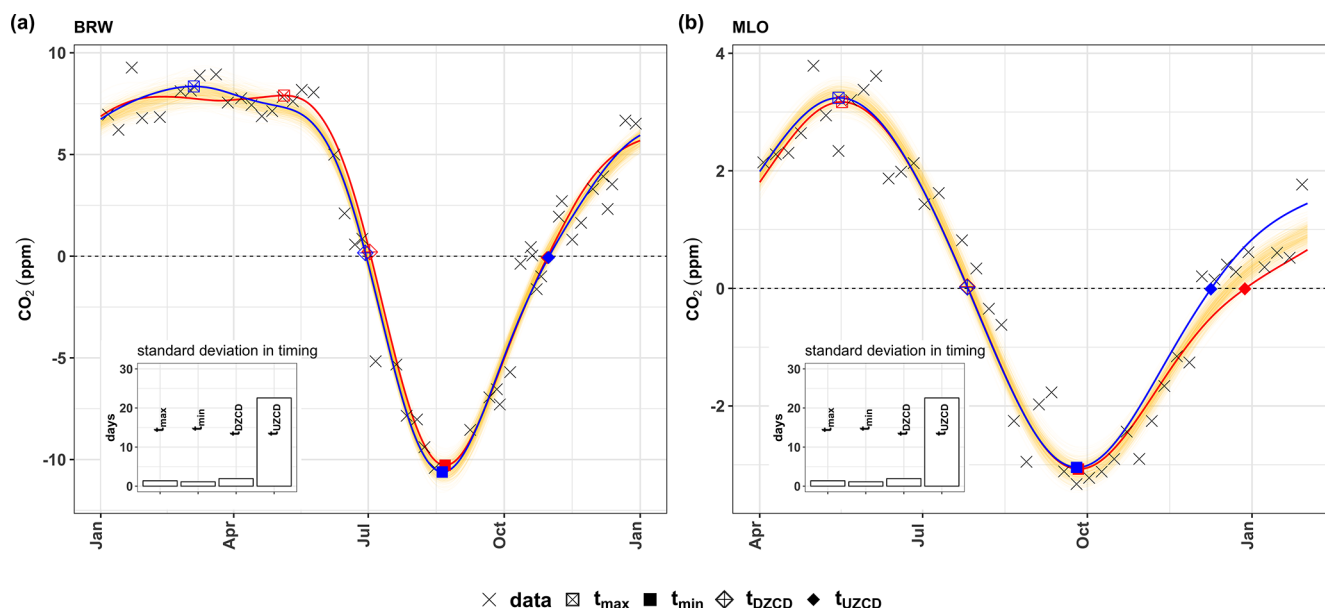 (a) BRW
10
5
0
-5
-10
CO₂ (ppm)
standard deviation in timing
30
20
10
0
days
tmax
tmin
tDZCD
tUZCD
Jan
Apr
Jul
Oct
Jan
(b) MLO
4
2
0
-2
CO₂ (ppm)
standard deviation in timing
30
20
10
0
days
tmax
tmin
tDZCD
tUZCD
Apr
Jul
Oct
Jan
data tmax tmin tDZCD tUZCD